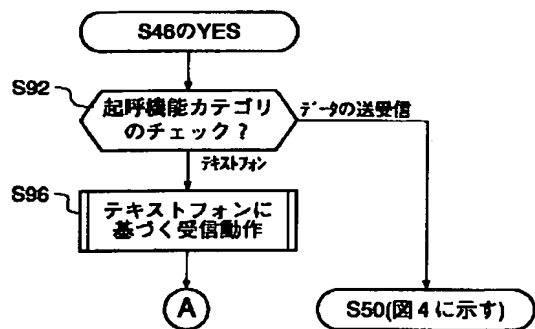 S46のYES
S92
起呼機能カテゴリ
のチェック?
データの送受信
テキストフォン
S96
テキストフォンに
基づく受信動作
A
S50(図4に示す)